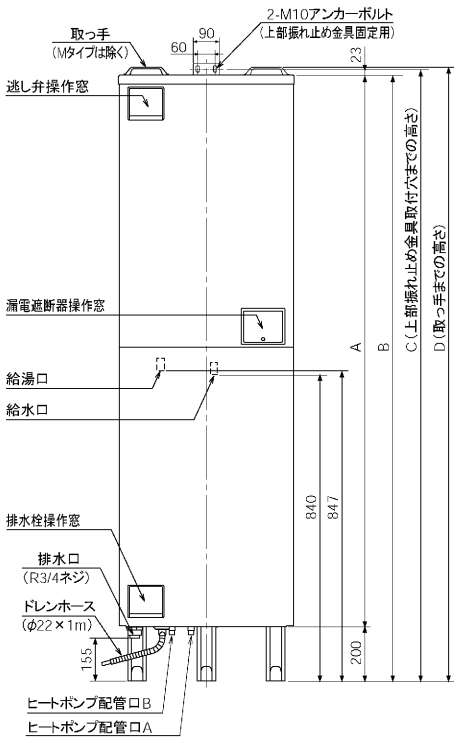 2-M10アンカーボルト
(上部振れ止め金具固定用)
90
60
23
取っ手
(Mタイプは除く)
逃し弁操作窓
漏電遮断器操作窓
給湯口
給水口
排水栓操作窓
排水口
(R3/4ネジ)
ドレンホース
(φ22×1m)
155
ヒートポンプ配管口B
ヒートポンプ配管口A
840
847
200
A
B
C(上部振れ止め金具取付穴までの高さ)
D(取っ手までの高さ)